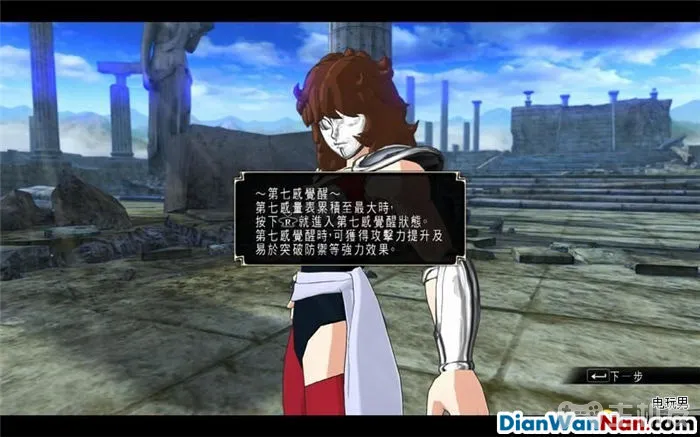 ～第七感覺醒～
第七感量表累積至最大時，
按下R就進入第七感覺醒狀態。
第七感覺醒時，可獲得攻擊力提升及
易於突破防禦等強力效果。
下一步
电玩男
DianWanNan.com